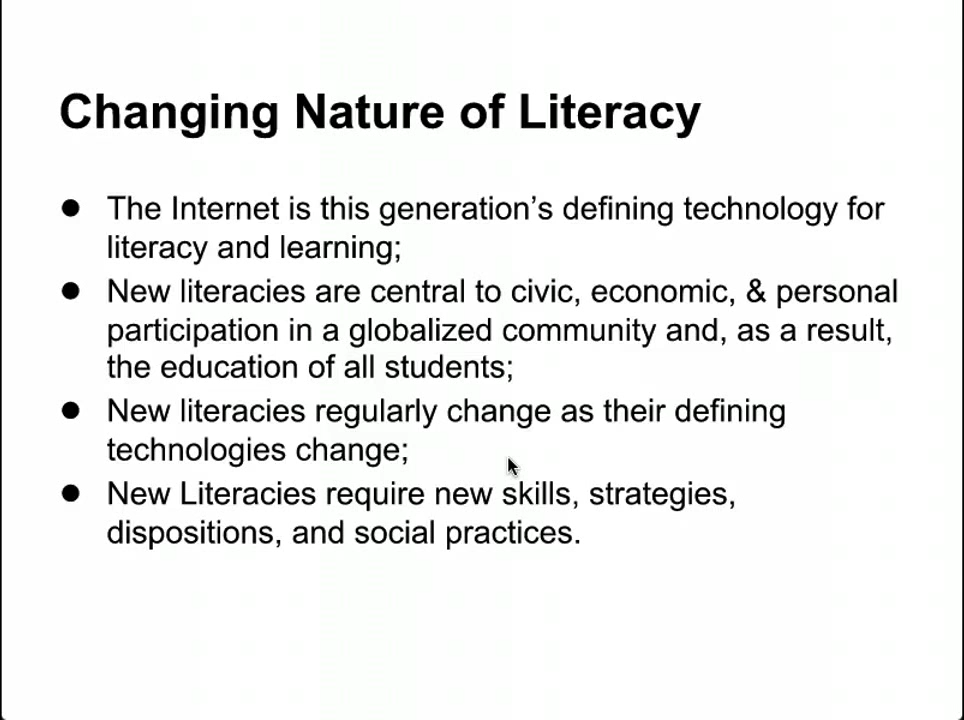 Changing Nature of Literacy
● The Internet is this generation’s defining technology for
literacy and learning;
● New literacies are central to civic, economic, & personal
participation in a globalized community and, as a result,
the education of all students;
● New literacies regularly change as their defining
technologies change;
● New Literacies require new skills, strategies,
dispositions, and social practices.